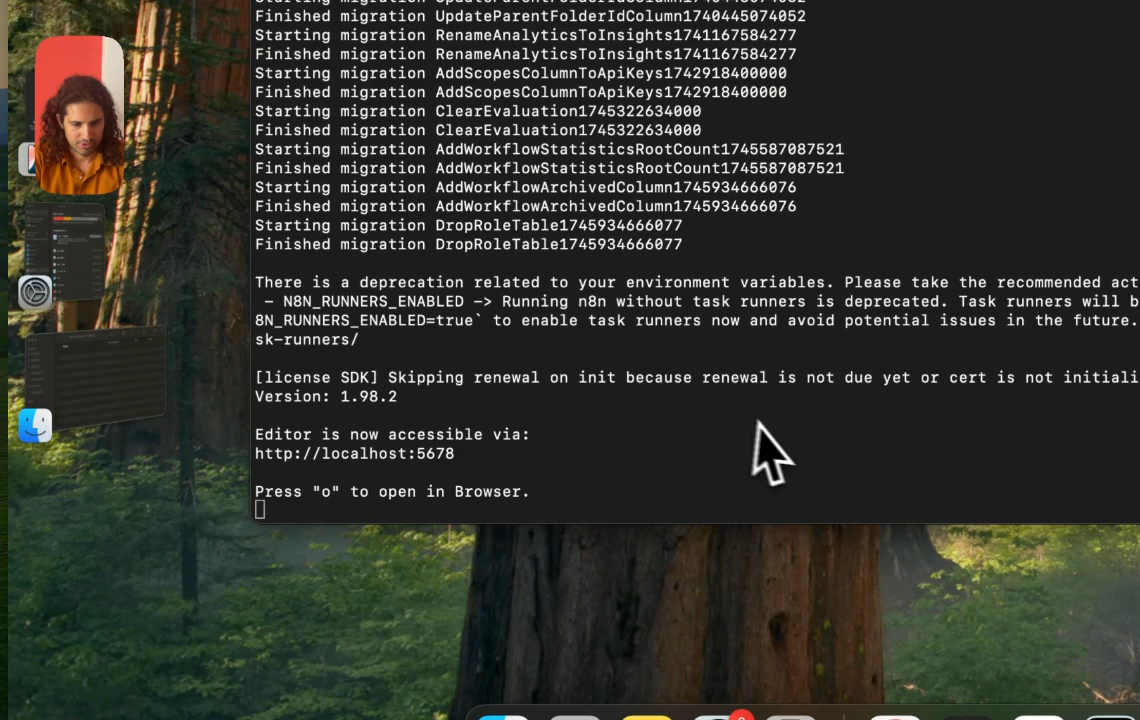 Finished migration UpdateParentFolderIdColumn1740445074052
Starting migration RenameAnalyticsToInsights1741167584277
Finished migration RenameAnalyticsToInsights1741167584277
Starting migration AddScopesColumnToApiKeys1742918400000
Finished migration AddScopesColumnToApiKeys1742918400000
Starting migration ClearEvaluation1745322634000
Finished migration ClearEvaluation1745322634000
Starting migration AddWorkflowStatisticsRootCount1745587087521
Finished migration AddWorkflowStatisticsRootCount1745587087521
Starting migration AddWorkflowArchivedColumn1745934666076
Finished migration AddWorkflowArchivedColumn1745934666076
Starting migration DropRoleTable1745934666077
Finished migration DropRoleTable1745934666077
There is a deprecation related to your environment variables. Please take the recommended act
- N8N_RUNNERS_ENABLED -> Running n8n without task runners is deprecated. Task runners will b
8N_RUNNERS_ENABLED=true` to enable task runners now and avoid potential issues in the future.
sk-runners/
[license SDK] Skipping renewal on init because renewal is not due yet or cert is not initiali
Version: 1.98.2
Editor is now accessible via:
http://localhost:5678
Press "o" to open in Browser.